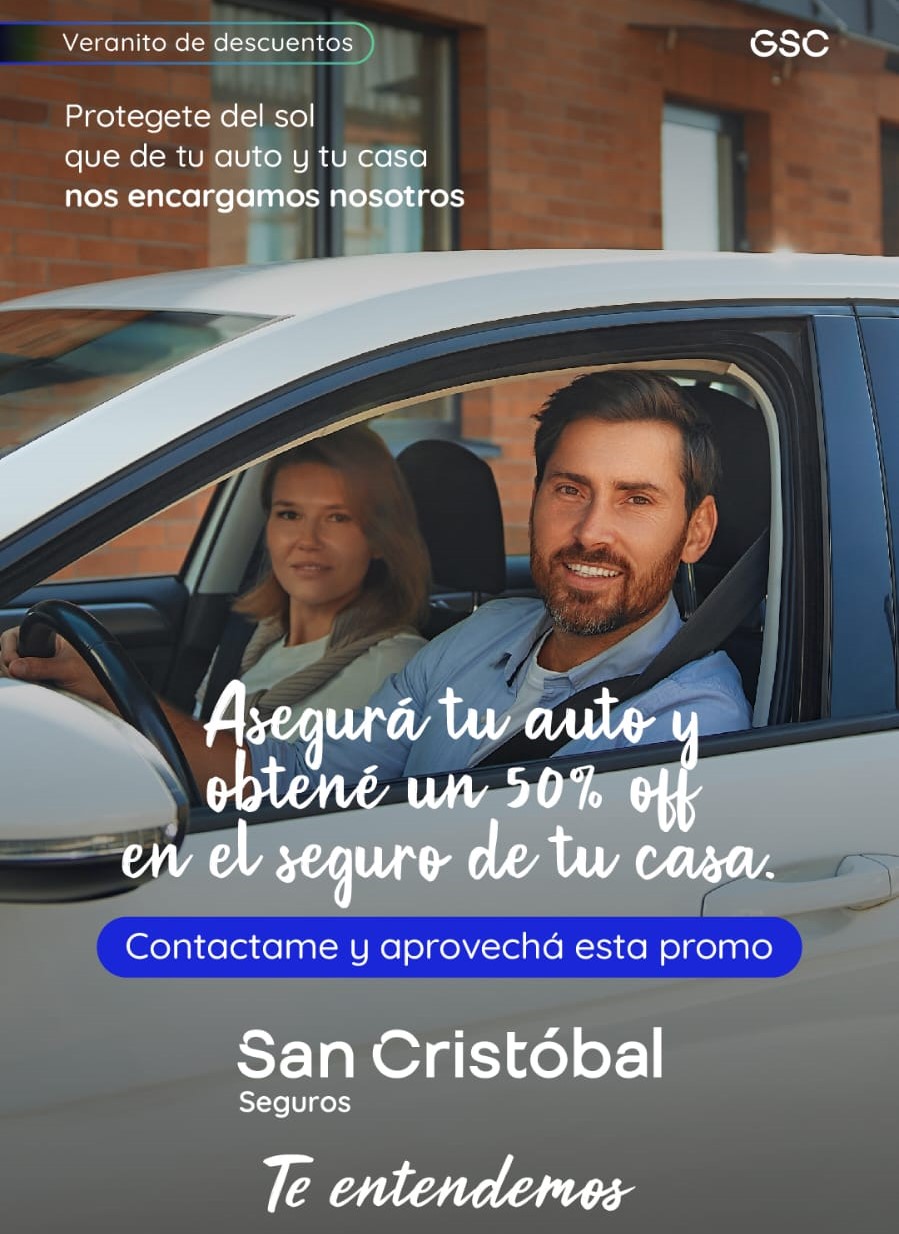 Veranito de descuentos
GSC
Protegete del sol
que de tu auto y tu casa
nos encargamos nosotros
Asegurá tu auto y
obtené un 50% off
en el seguro de tu casa.
Contactame y aprovechá esta promo
San Cristóbal
Seguros
Te entendemos